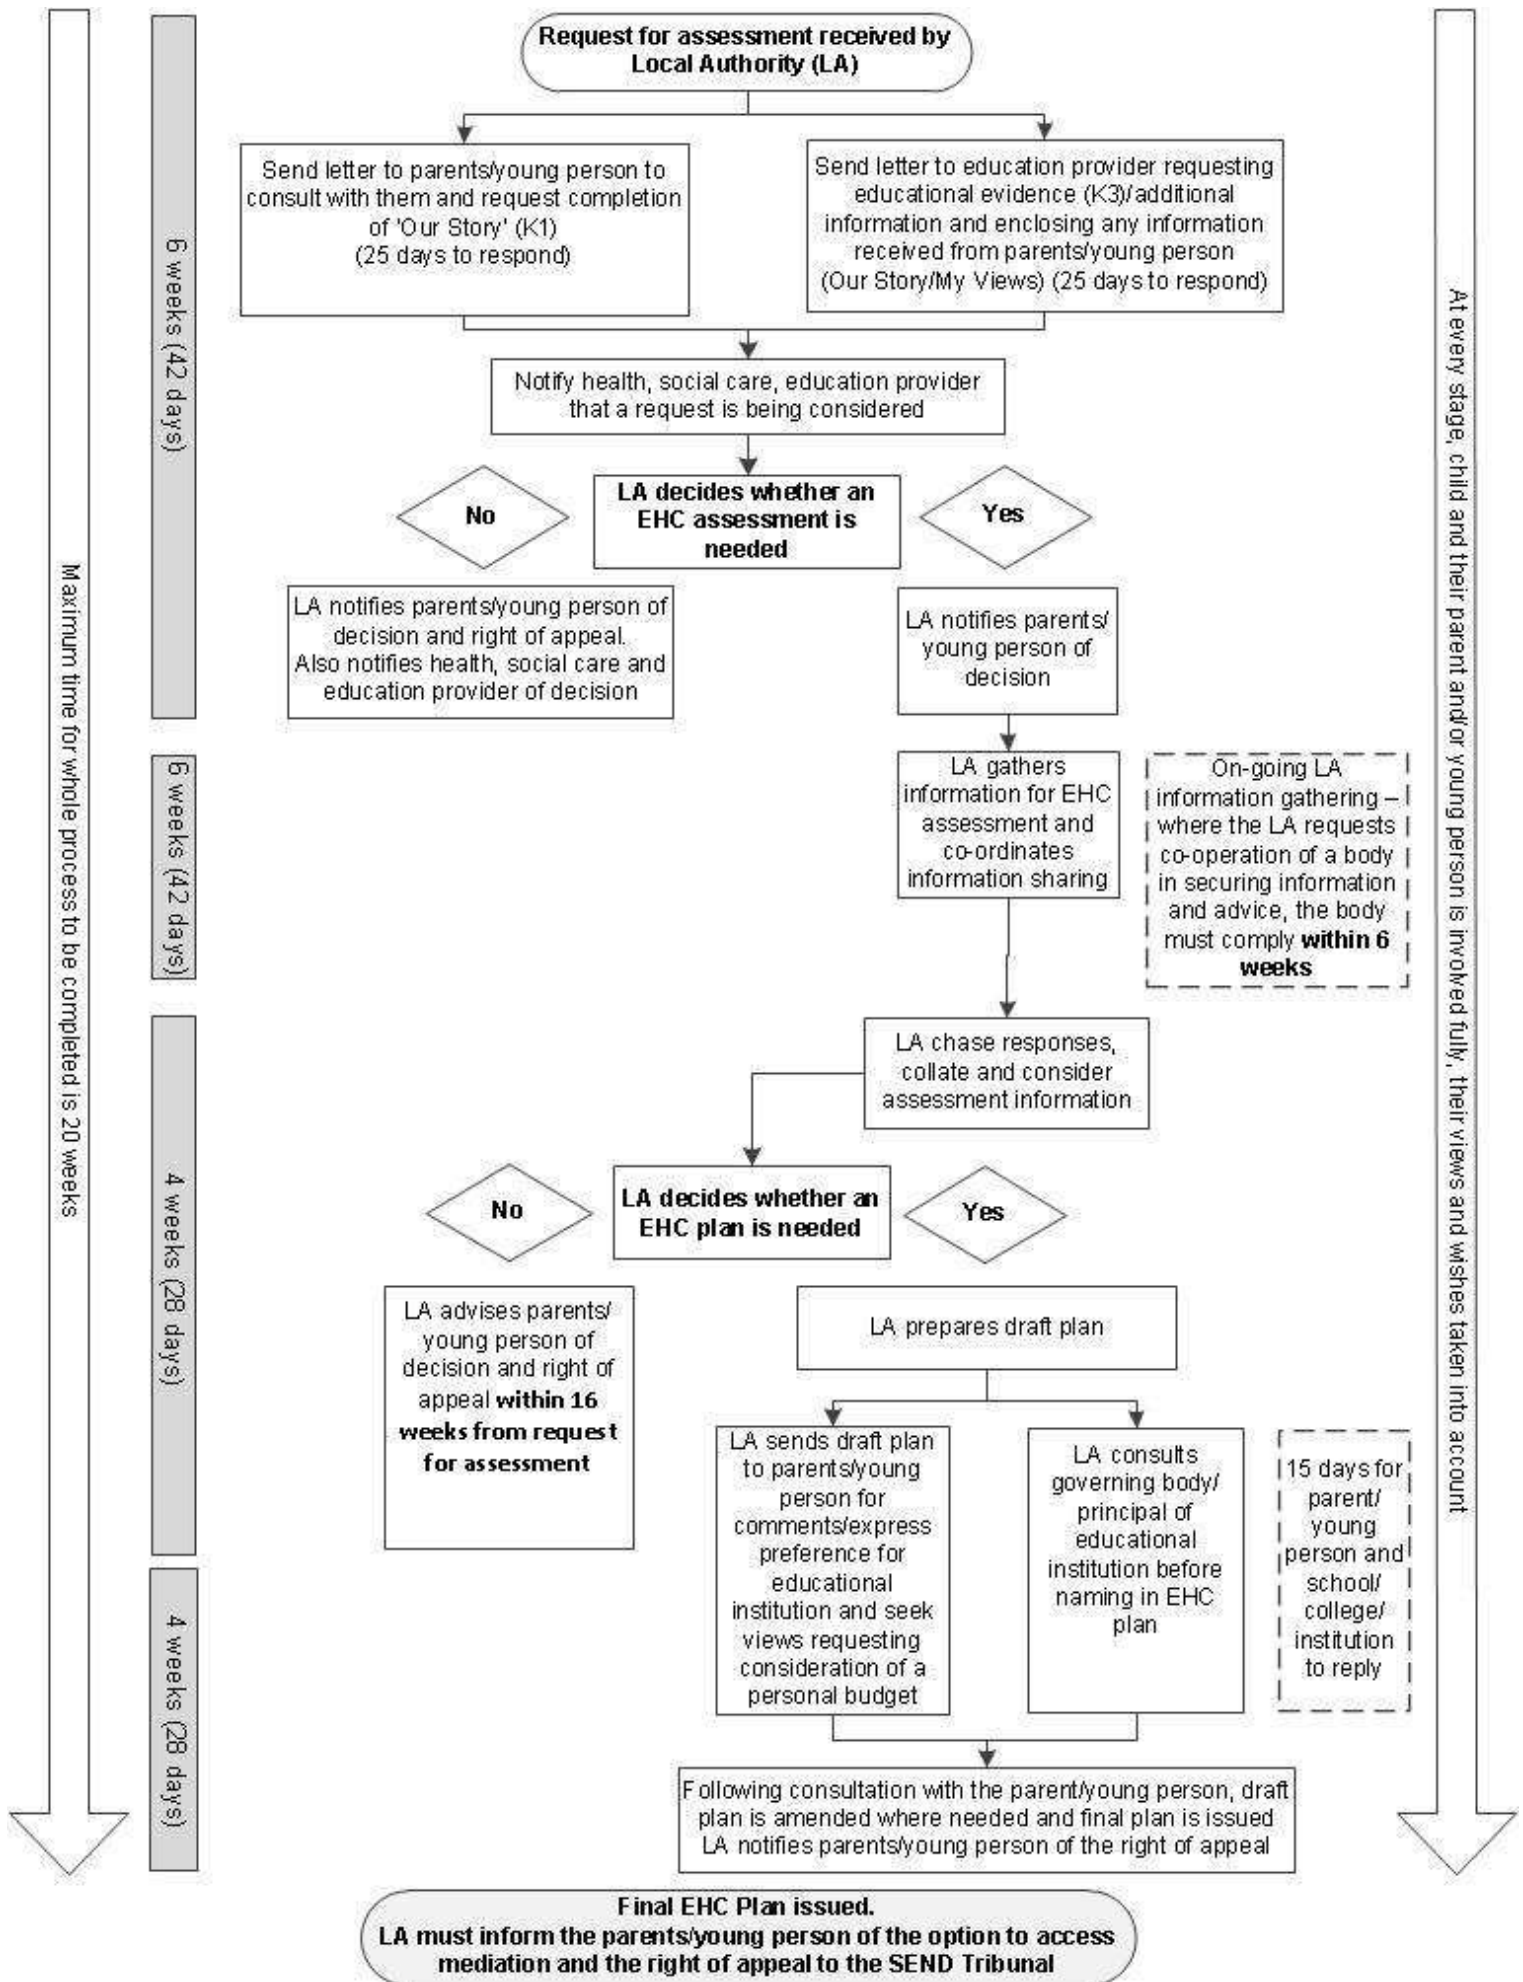 Request for assessment received by
Local Authority (LA)
Send letter to parents/young person to
consult with them and request completion
of 'Our Story' (K1)
(25 days to respond)
Send letter to education provider requesting
educational evidence (K3)/additional
information and enclosing any information
received from parents/young person
(Our Story/My Views) (25 days to respond)
Notify health, social care, education provider
that a request is being considered
No
LA decides whether an
EHC assessment is
needed
Yes
LA notifies parents/young person of
decision and right of appeal.
Also notifies health, social care and
education provider of decision
LA notifies parents/
young person of
decision
6 weeks (42 days)
LA gathers
information for EHC
assessment and
co-ordinates
information sharing
On-going LA
information gathering –
where the LA requests
co-operation of a body
in securing information
and advice, the body
must comply within 6
weeks
6 weeks (42 days)
LA chase responses,
collate and consider
assessment information
No
LA decides whether an
EHC plan is needed
Yes
LA advises parents/
young person of
decision and right of
appeal within 16
weeks from request
for assessment
LA prepares draft plan
4 weeks (28 days)
LA sends draft plan
to parents/young
person for
comments/express
preference for
educational
institution and seek
views requesting
consideration of a
personal budget
LA consults
governing body/
principal of
educational
institution before
naming in EHC
plan
15 days for
parent/
young
person and
school/
college/
institution
to reply
4 weeks (28 days)
Following consultation with the parent/young person, draft
plan is amended where needed and final plan is issued
LA notifies parents/young person of the right of appeal
Final EHC Plan issued.
LA must inform the parents/young person of the option to access
mediation and the right of appeal to the SEND Tribunal
Maximum time for whole process to be completed is 20 weeks
At every stage, child and their parent and/or young person is involved fully, their views and wishes taken into account